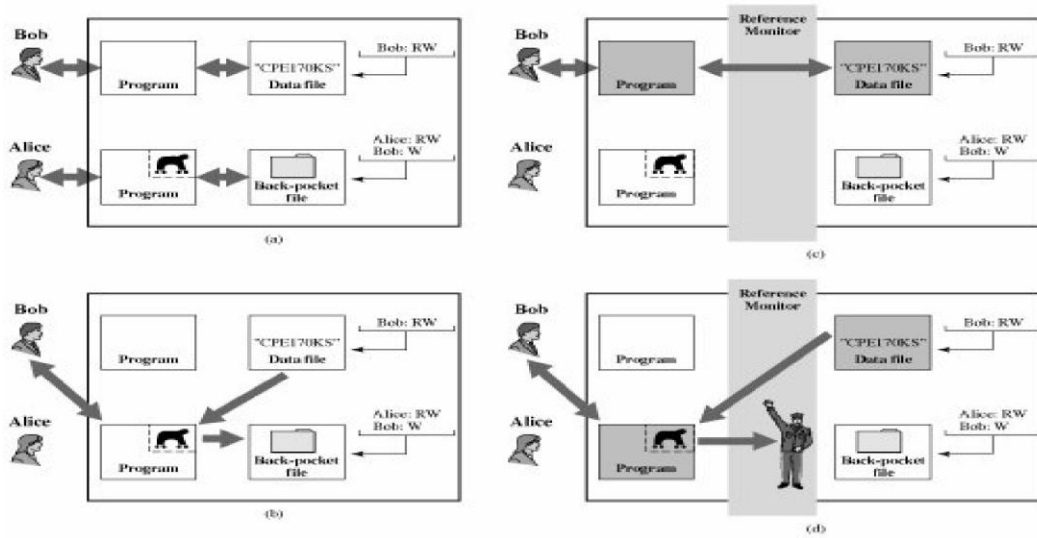 Bob
Program
"CPE170KS"
Data file
Bob: RW
Alice
Program
Back-pocket
file
Alice: RW
Bob: W
(a)
Reference
Monitor
Bob
Program
"CPE170KS"
Data file
Bob: RW
Alice
Program
Back-pocket
file
Alice: RW
Bob: W
(c)
Bob
Program
"CPE170KS"
Data file
Bob: RW
Alice
Program
Back-pocket
file
Alice: RW
Bob: W
(b)
Reference
Monitor
Bob
Program
"CPE170KS"
Data file
Bob: RW
Alice
Program
Back-pocket
file
Alice: RW
Bob: W
(d)